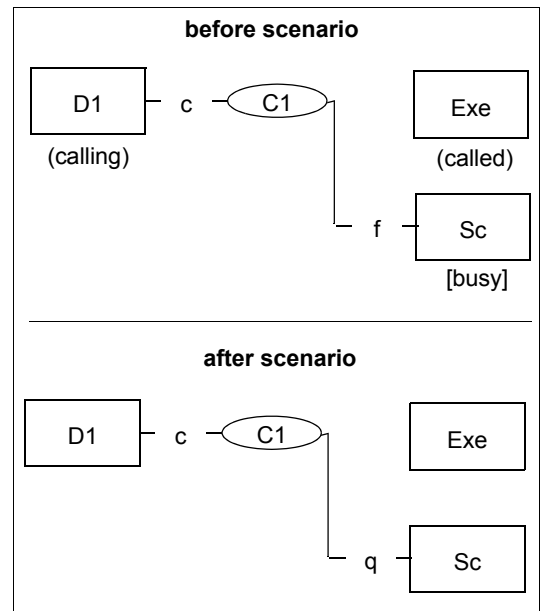 before scenario
D1 c C1 Exe
(calling) (called)
f Sc
[busy]
after scenario
D1 c C1 Exe
q Sc